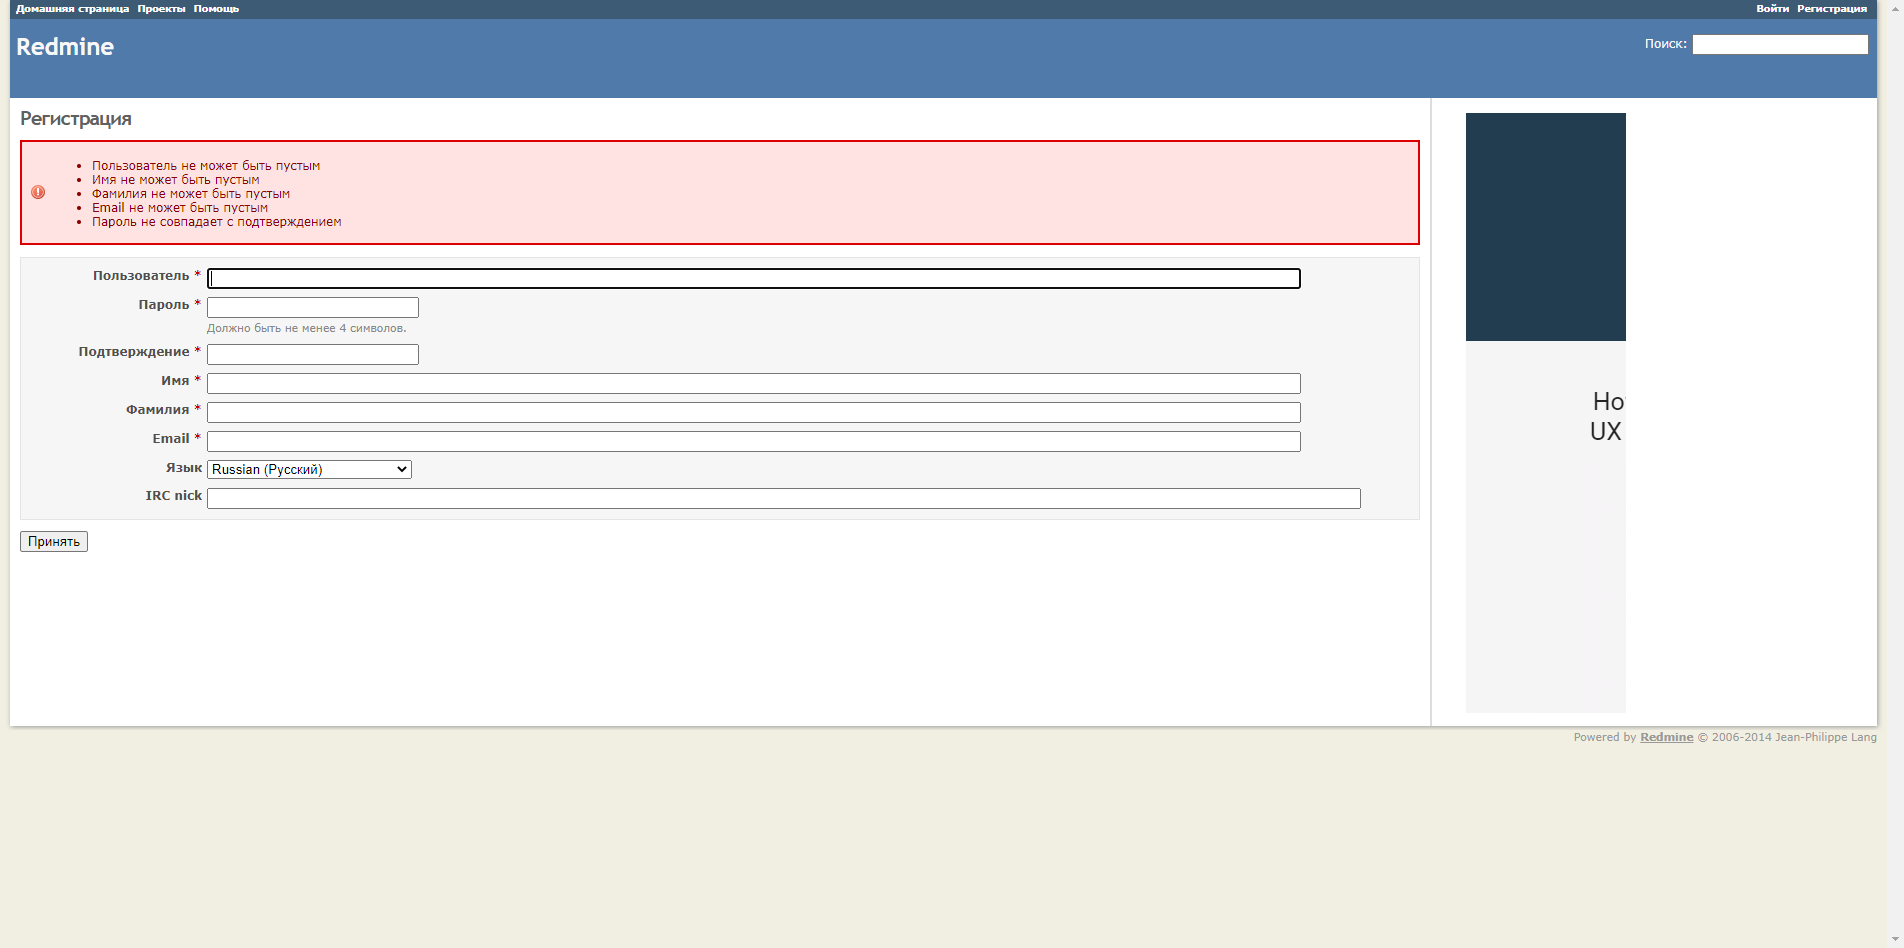 Домашняя страница Проекты Помощь
Войти Регистрация
Redmine
Поиск:
Регистрация
Пользователь не может быть пустым
Имя не может быть пустым
Фамилия не может быть пустым
Email не может быть пустым
Пароль не совпадает с подтверждением
Пользователь *
Пароль *
Должно быть не менее 4 символов.
Подтверждение *
Имя *
Фамилия *
Email *
Язык Russian (Русский)
IRC nick
Принять
UX
Powered by Redmine © 2006-2014 Jean-Philippe Lang